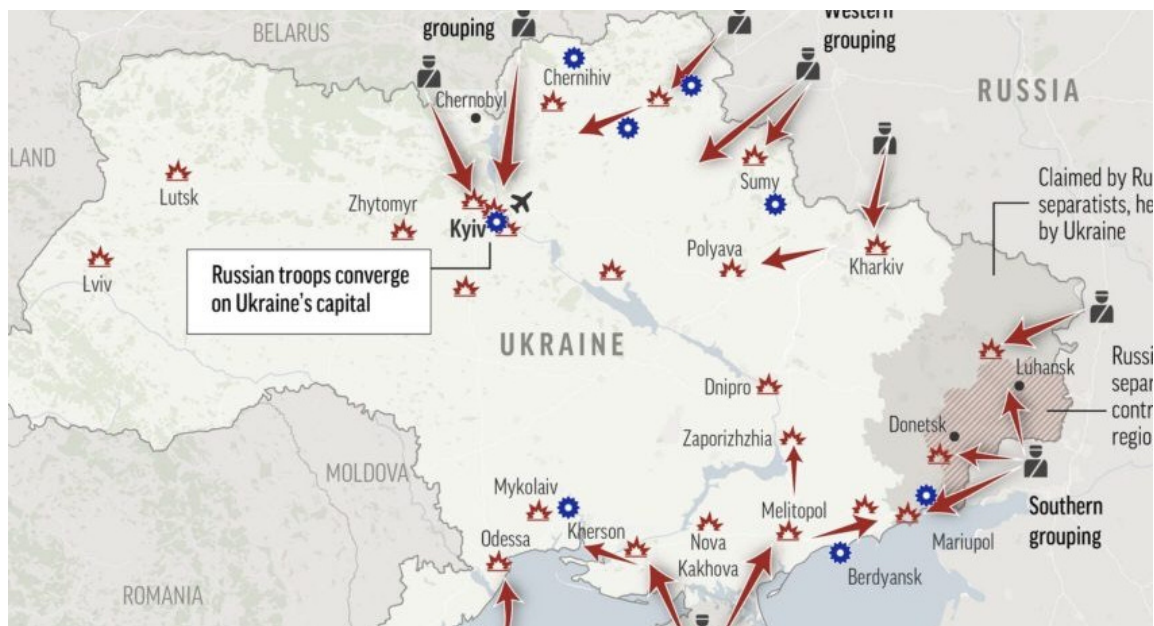 BELARUS
grouping
Western
grouping
RUSSIA
Chernihiv
Chernobyl
LAND
Lutsk
Zhytomyr
Kyiv
Sumy
Claimed by Ru
separatists, he
by Ukraine
Lviv
Russian troops converge
on Ukraine's capital
Polyava
Kharkiv
UKRAINE
Luhansk
Russi
separ
contr
regio
Dnipro
Donetsk
Zaporizhzhia
MOLDOVA
Mykolaiv
Kherson
Melitopol
Southern
grouping
Odessa
Nova
Kakhova
Mariupol
Berdyansk
ROMANIA